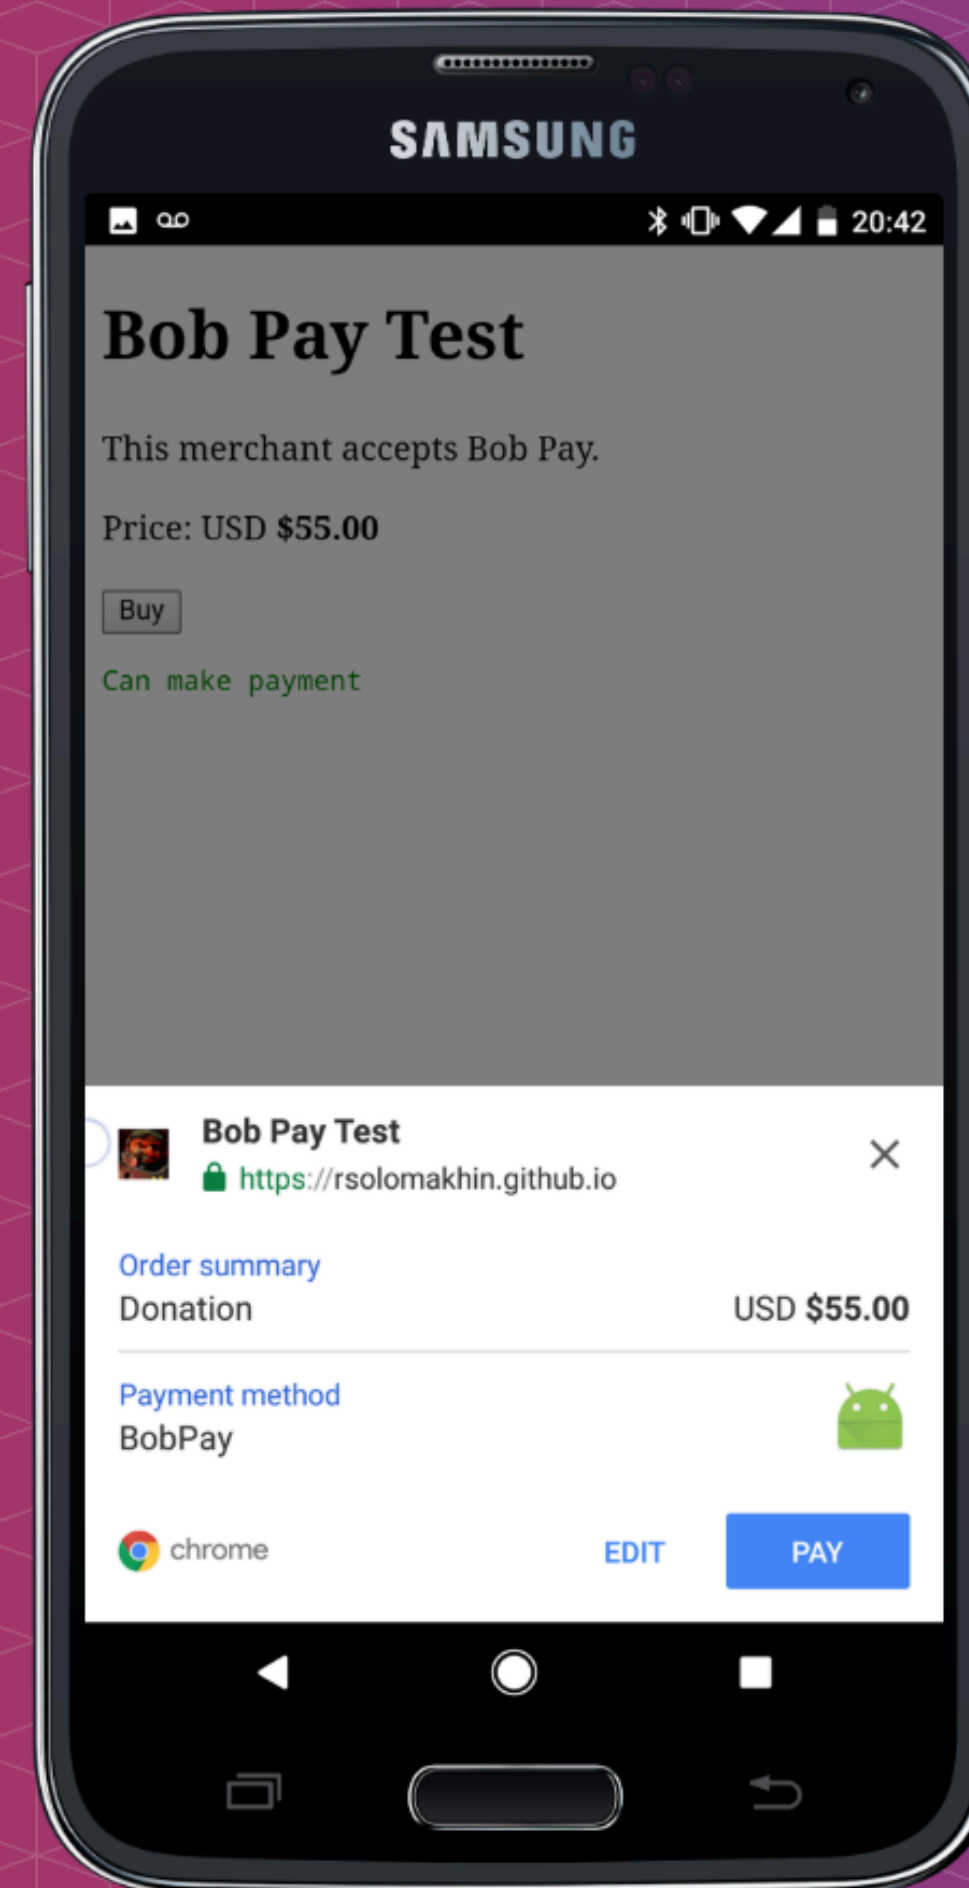 SAMSUNG
20:42
Bob Pay Test
This merchant accepts Bob Pay.
Price: USD $55.00
Buy
Can make payment
Bob Pay Test
https://rsolomakhin.github.io
Order summary
Donation USD $55.00
Payment method
BobPay
chrome EDIT PAY